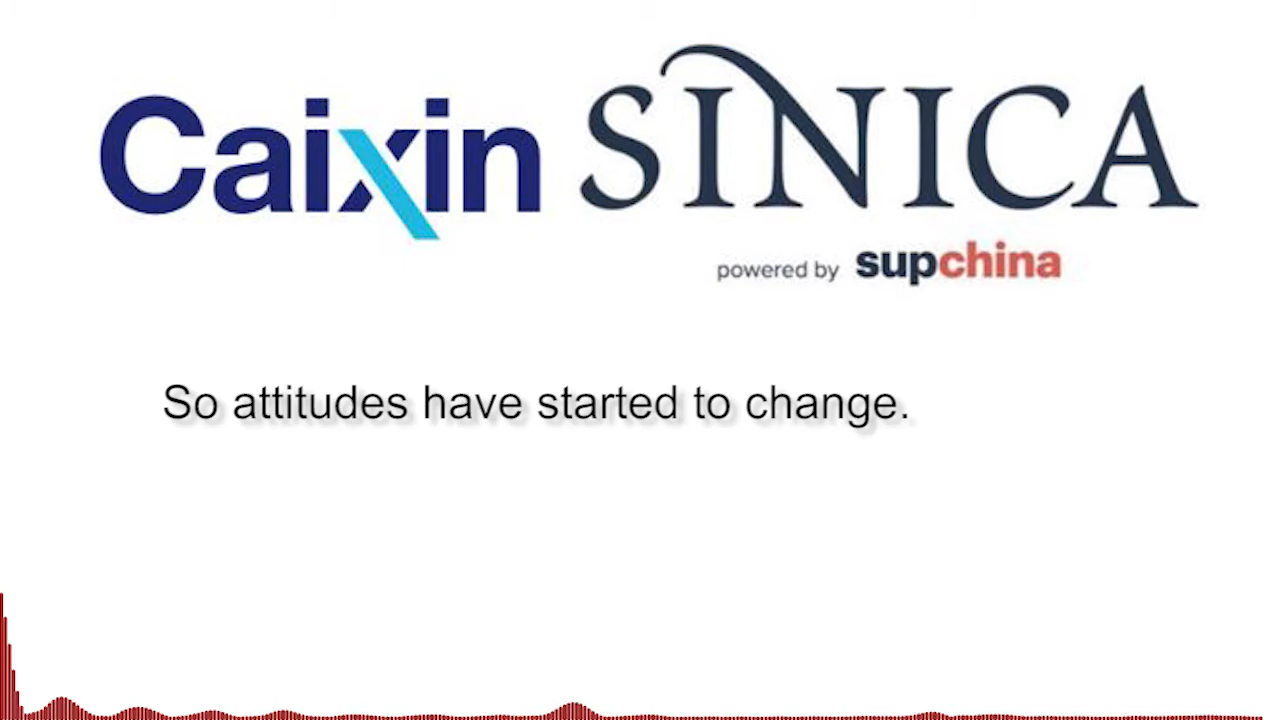 Caixin SINICA
powered by supchina
So attitudes have started to change.